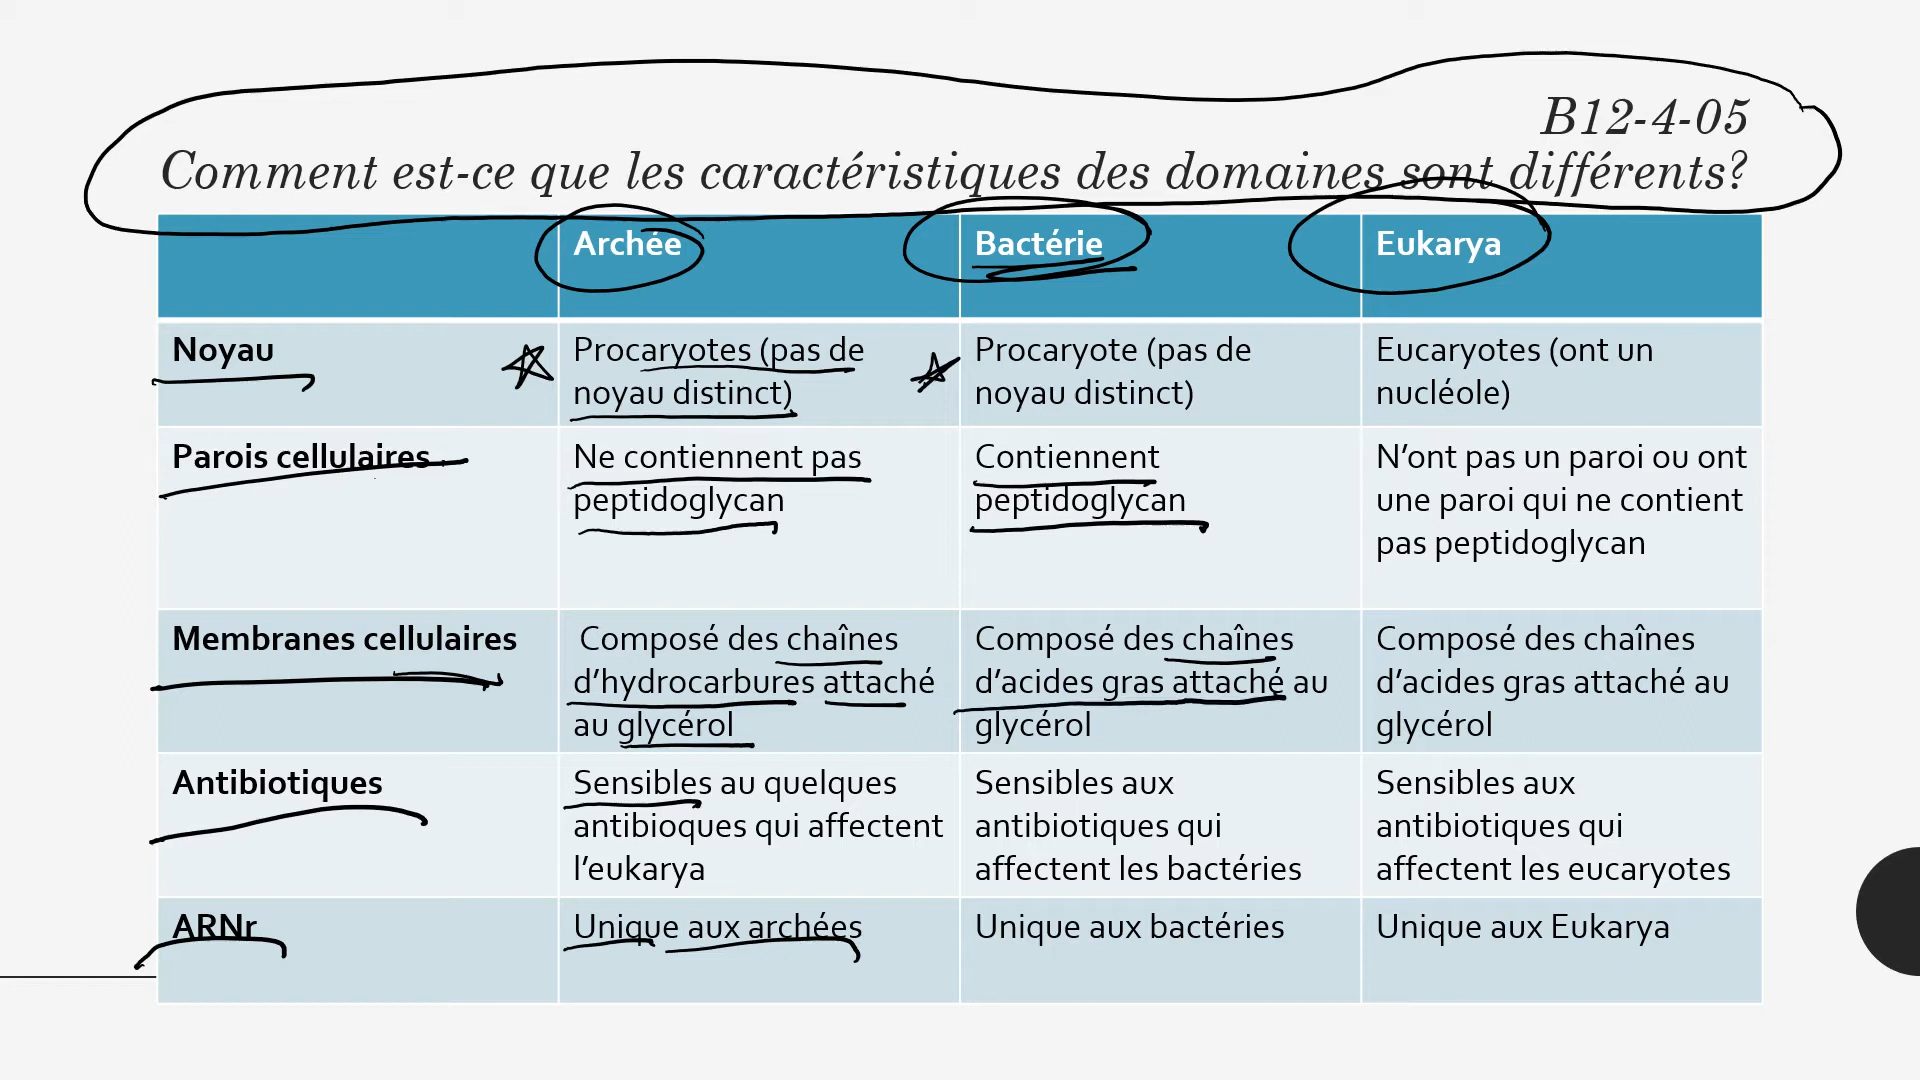 B12-4-05
Comment est-ce que les caractéristiques des domaines sont différents?
Archée
Bactérie
Eukarya
Noyau
Procaryotes (pas de
noyau distinct)
Procaryote (pas de
noyau distinct)
Eucaryotes (ont un
nucléole)
Parois cellulaires
Ne contiennent pas
peptidoglycan
Contiennent
peptidoglycan
N’ont pas un paroi ou ont
une paroi qui ne contient
pas peptidoglycan
Membranes cellulaires
Composé des chaînes
d’hydrocarbures attaché
au glycérol
Composé des chaînes
d’acides gras attaché au
glycérol
Composé des chaînes
d’acides gras attaché au
glycérol
Antibiotiques
Sensibles au quelques
antibioques qui affectent
l’eukarya
Sensibles aux
antibiotiques qui
affectent les bactéries
Sensibles aux
antibiotiques qui
affectent les eucaryotes
ARNr
Unique aux archées
Unique aux bactéries
Unique aux Eukarya